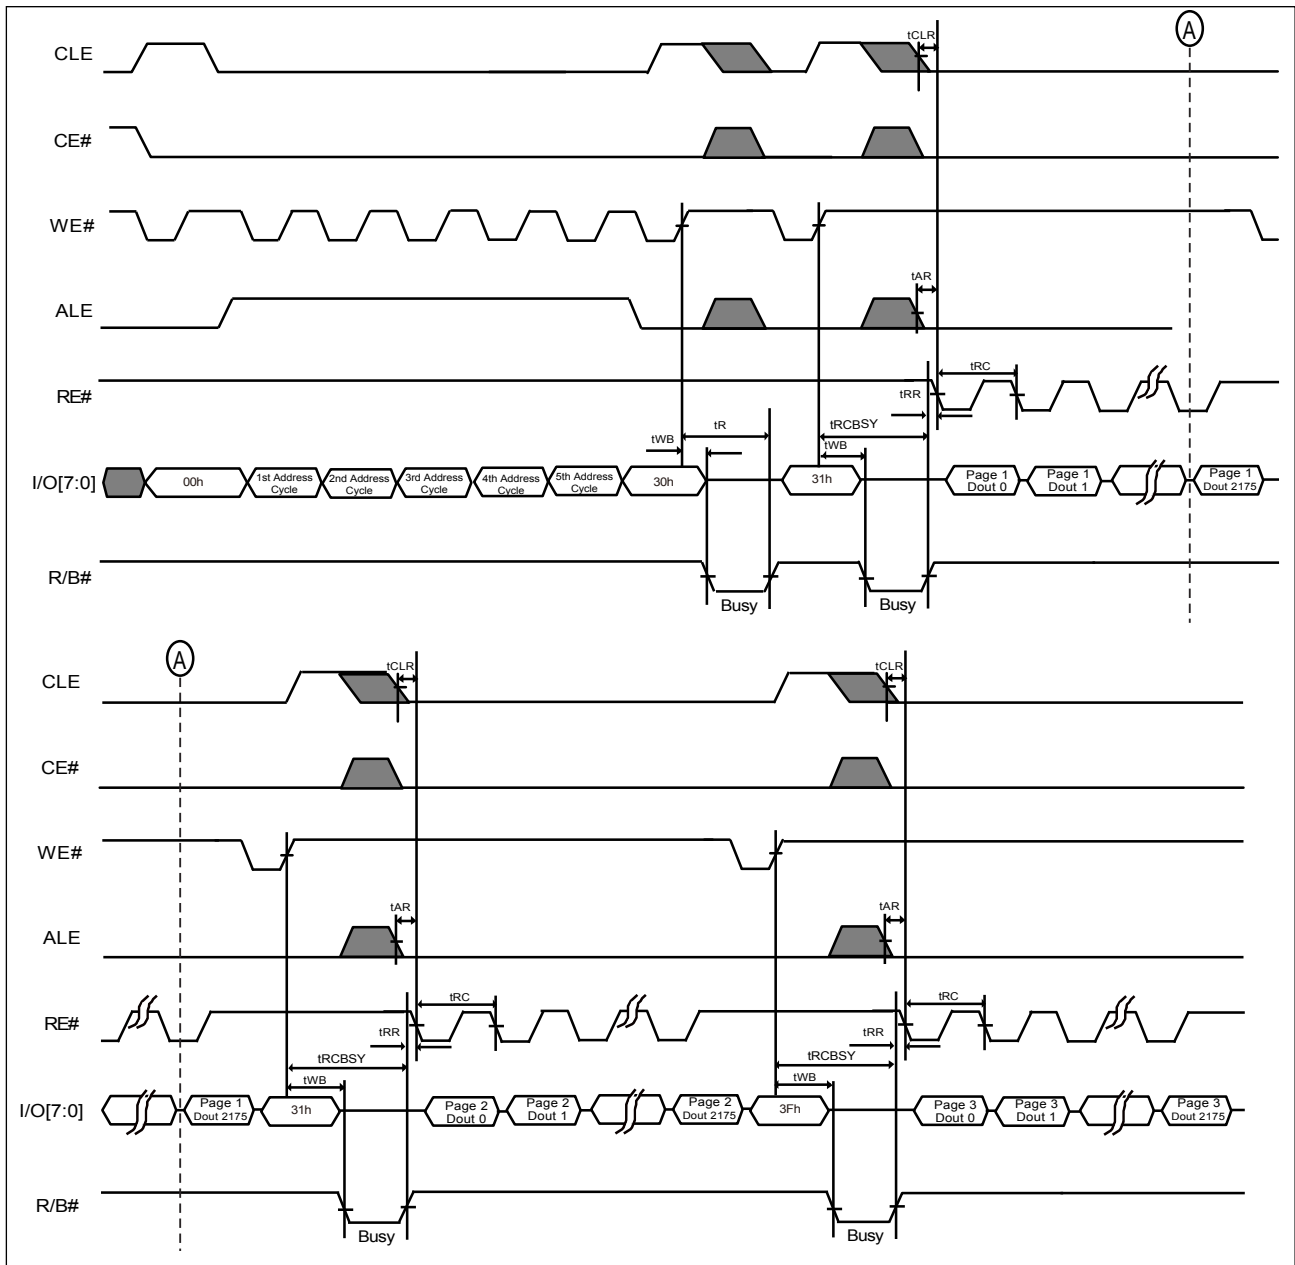 A
tCLR
CLE
CE#
WE#
tAR
ALE
tRC
RE#
tRR
tR
tRCBSY
tWB
tWB
I/O[7:0]
00h
1st Address
Cycle
2nd Address
Cycle
3rd Address
Cycle
4th Address
Cycle
5th Address
Cycle
30h
31h
Page 1
Dout 0
Page 1
Dout 1
Page 1
Dout 2175
R/B#
Busy
Busy
A
tCLR
tCLR
CLE
CE#
WE#
tAR
tAR
ALE
tRC
tRC
RE#
tRR
tRR
tRCBSY
tRCBSY
tWB
tWB
I/O[7:0]
Page 1
Dout 2175
31h
Page 2
Dout 0
Page 2
Dout 1
Page 2
Dout 2175
3Fh
Page 3
Dout 0
Page 3
Dout 1
Page 3
Dout 2175
R/B#
Busy
Busy